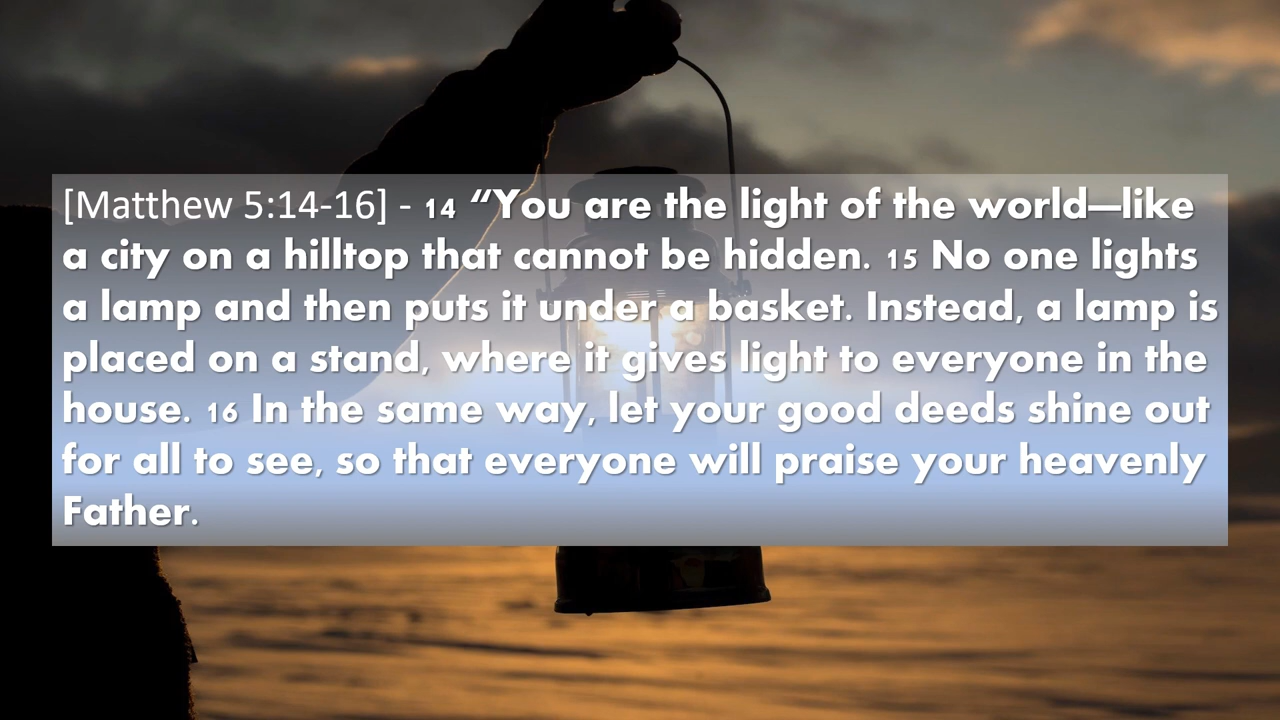 [Matthew 5:14-16] - 14 “You are the light of the world—like
a city on a hilltop that cannot be hidden. 15 No one lights
a lamp and then puts it under a basket. Instead, a lamp is
placed on a stand, where it gives light to everyone in the
house. 16 In the same way, let your good deeds shine out
for all to see, so that everyone will praise your heavenly
Father.